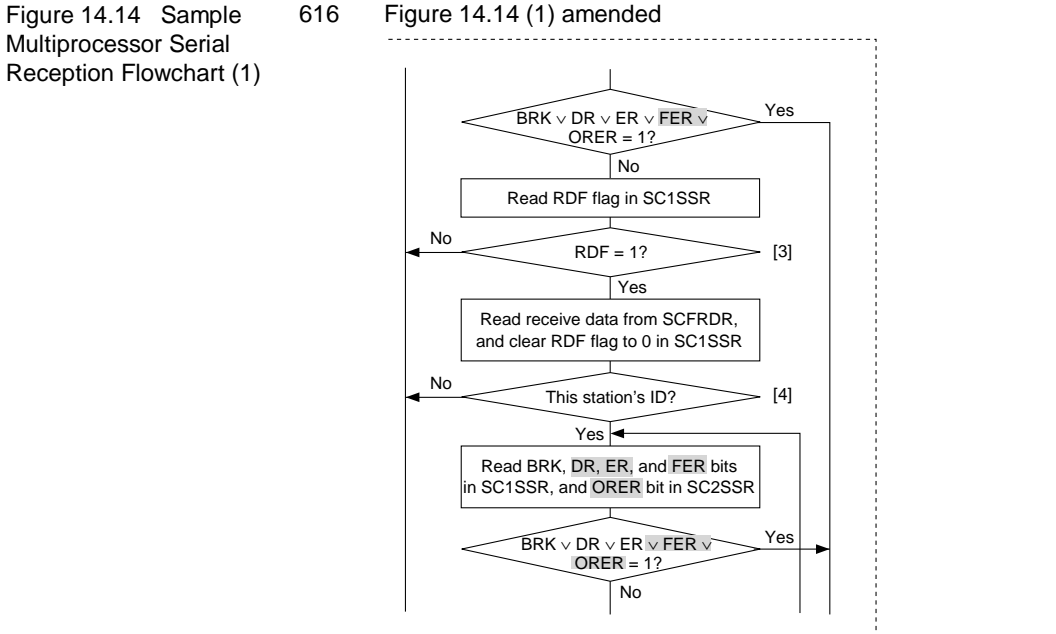 Figure 14.14 Sample
Multiprocessor Serial
Reception Flowchart (1)
616
Figure 14.14 (1) amended
BRK ∨ DR ∨ ER ∨ FER ∨
ORER = 1?
Yes
No
Read RDF flag in SC1SSR
No
RDF = 1?
[3]
Yes
Read receive data from SCFRDR,
and clear RDF flag to 0 in SC1SSR
No
This station's ID?
[4]
Yes
Read BRK, DR, ER, and FER bits
in SC1SSR, and ORER bit in SC2SSR
BRK ∨ DR ∨ ER ∨ FER ∨
ORER = 1?
Yes
No